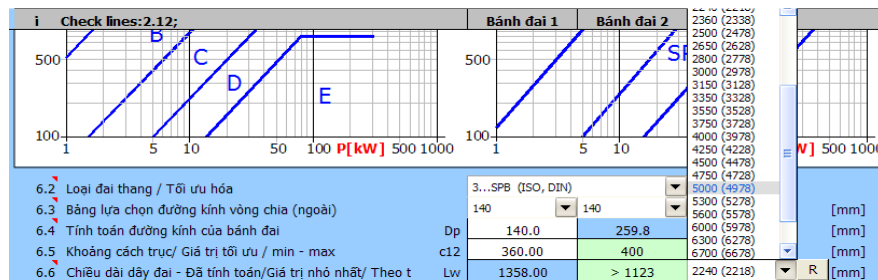 i Check lines:2.12; Bánh đai 1 Bánh đai 2
2360 (2338)
2500 (2478)
2650 (2628)
2800 (2778)
3000 (2978)
3150 (3128)
3350 (3328)
3550 (3528)
3750 (3728)
4000 (3978)
4250 (4228)
4500 (4478)
4750 (4728)
5000 (4978)
5300 (5278)
5600 (5578)
6000 (5978)
6300 (6278)
6700 (6678)
B
C
D
E
500
100
1 5 10 50 100 P[kW] 500 1000
500
100
1 5 10 500 1000
6.2 Loại đai thang / Tối ưu hóa 3...SPB (ISO, DIN)
6.3 Bảng lựa chọn đường kính vòng chia (ngoài) 140 140 [mm]
6.4 Tính toán đường kính của bánh đai Dp 140.0 259.8 [mm]
6.5 Khoảng cách trục/ Giá trị tối ưu / min - max c12 360.00 400 [mm]
6.6 Chiều dài dây đai - Đã tính toán/Giá trị nhỏ nhất/ Theo t Lw 1358.00 > 1123 2240 (2218) R [mm]